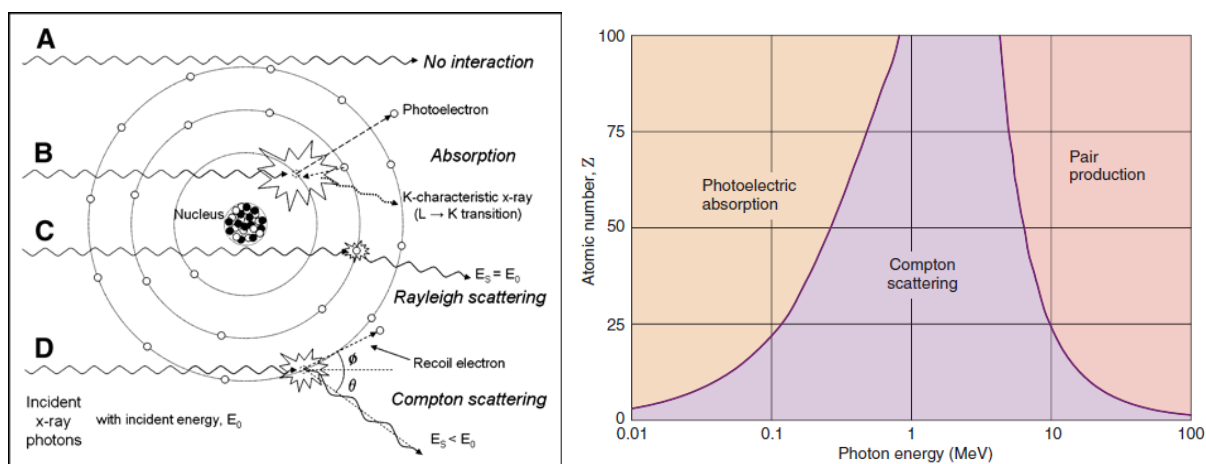 A
No interaction
Photoelectron
B
Absorption
K-characteristic x-ray
(L → K transition)
Nucleus
C
E_S = E_0
Rayleigh scattering
D
ϕ
Recoil electron
θ
Compton scattering
Incident
x-ray
photons
with incident energy, E_0
E_S < E_0
Atomic number, Z
100
75
50
25
0
Photoelectric
absorption
Compton
scattering
Pair
production
0.01
0.1
1
10
100
Photon energy (MeV)